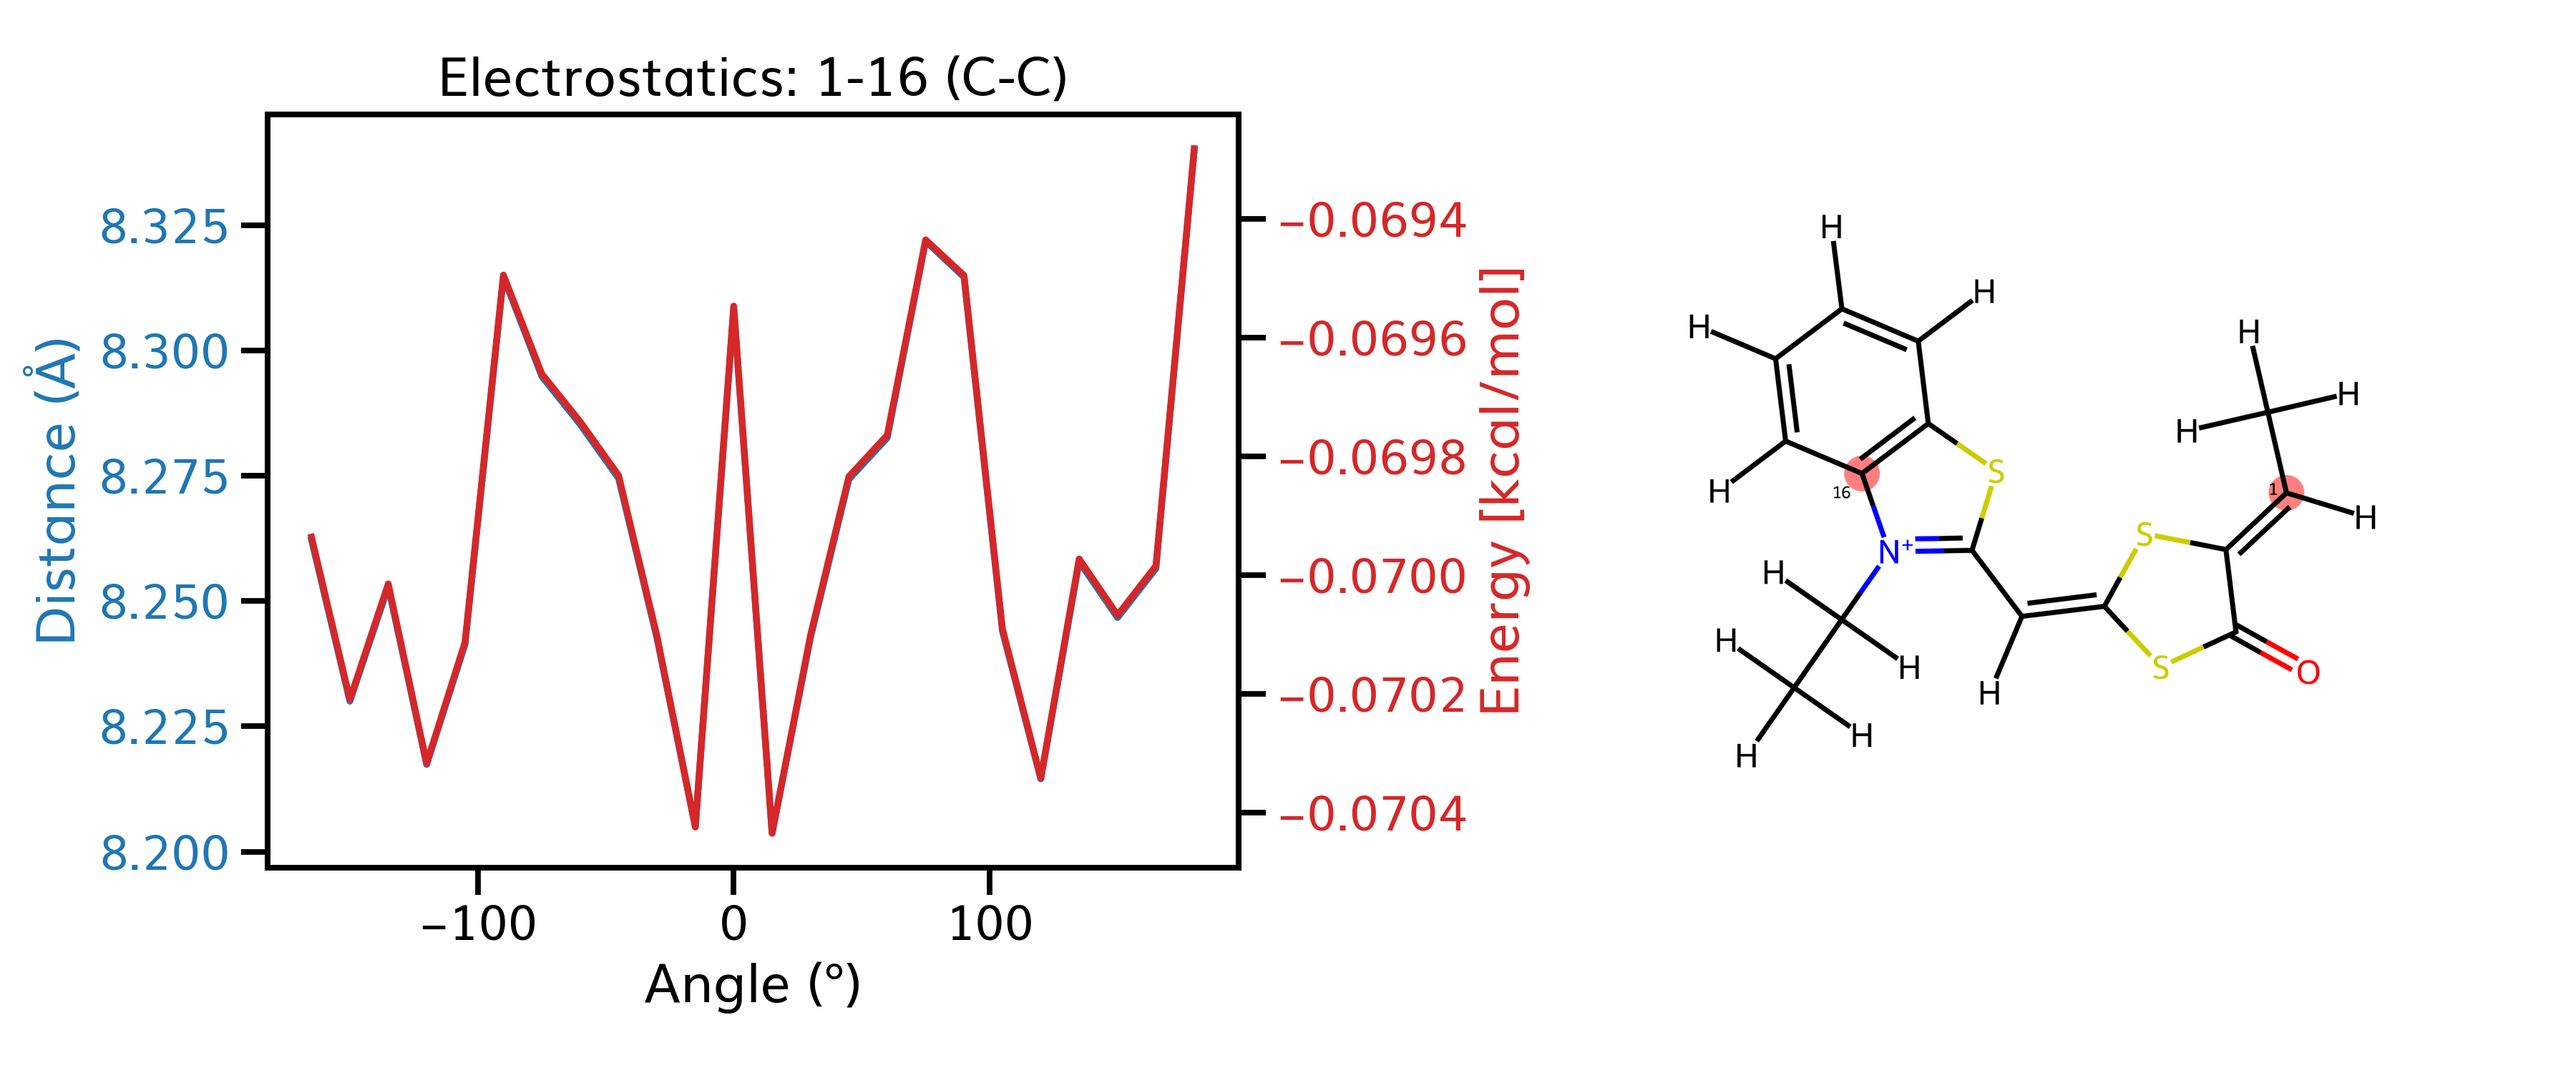 Electrostatics: 1-16 (C-C)
Distance (Å)
8.325
8.300
8.275
8.250
8.225
8.200
−0.0694
−0.0696
−0.0698
−0.0700
−0.0702
−0.0704
Energy [kcal/mol]
−100 0 100
Angle (°)
H
H
H
H
H
H
S
H
16
1
H
H
S
N+
H
H
H
S
O
H
H
H